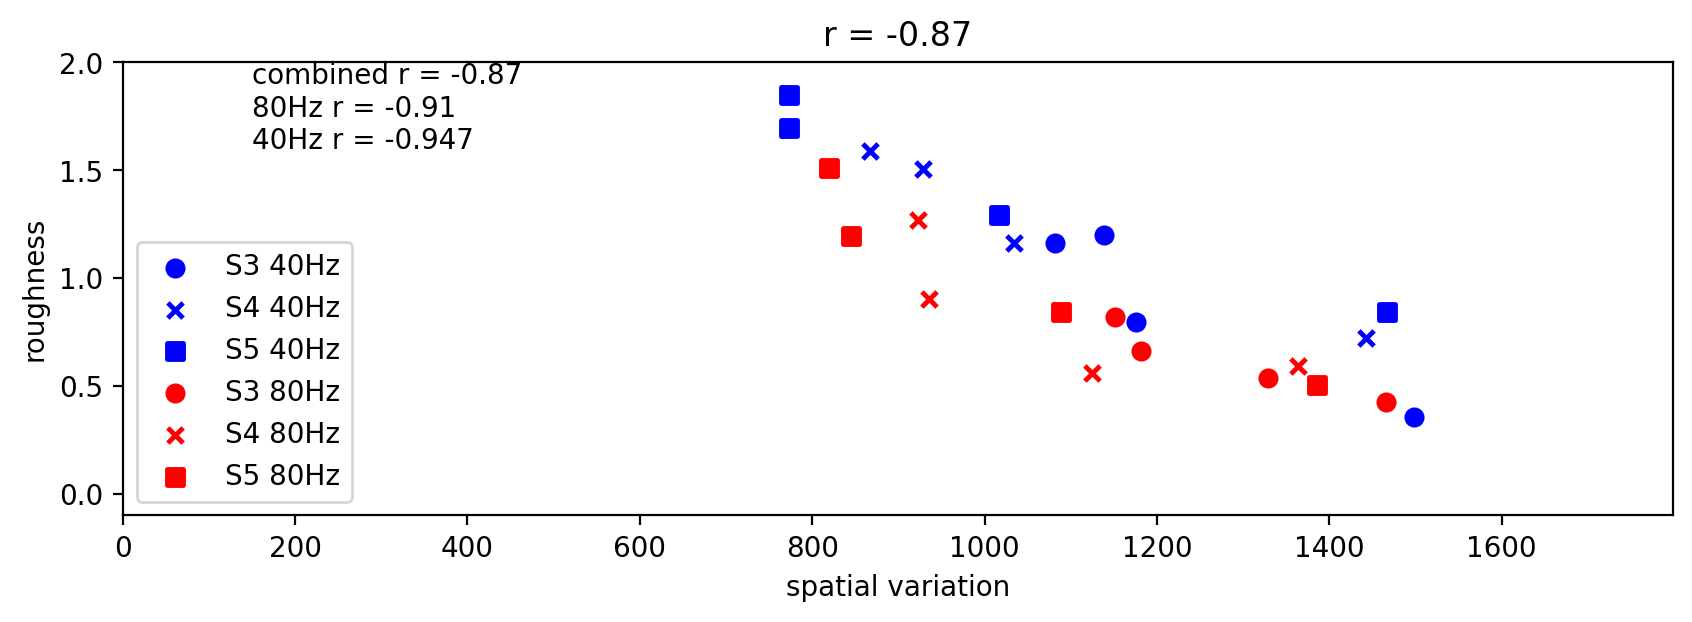 r = -0.87
combined r = -0.87
80Hz r = -0.91
40Hz r = -0.947
roughness
2.0
1.5
1.0
0.5
0.0
S3 40Hz
S4 40Hz
S5 40Hz
S3 80Hz
S4 80Hz
S5 80Hz
0 200 400 600 800 1000 1200 1400 1600
spatial variation